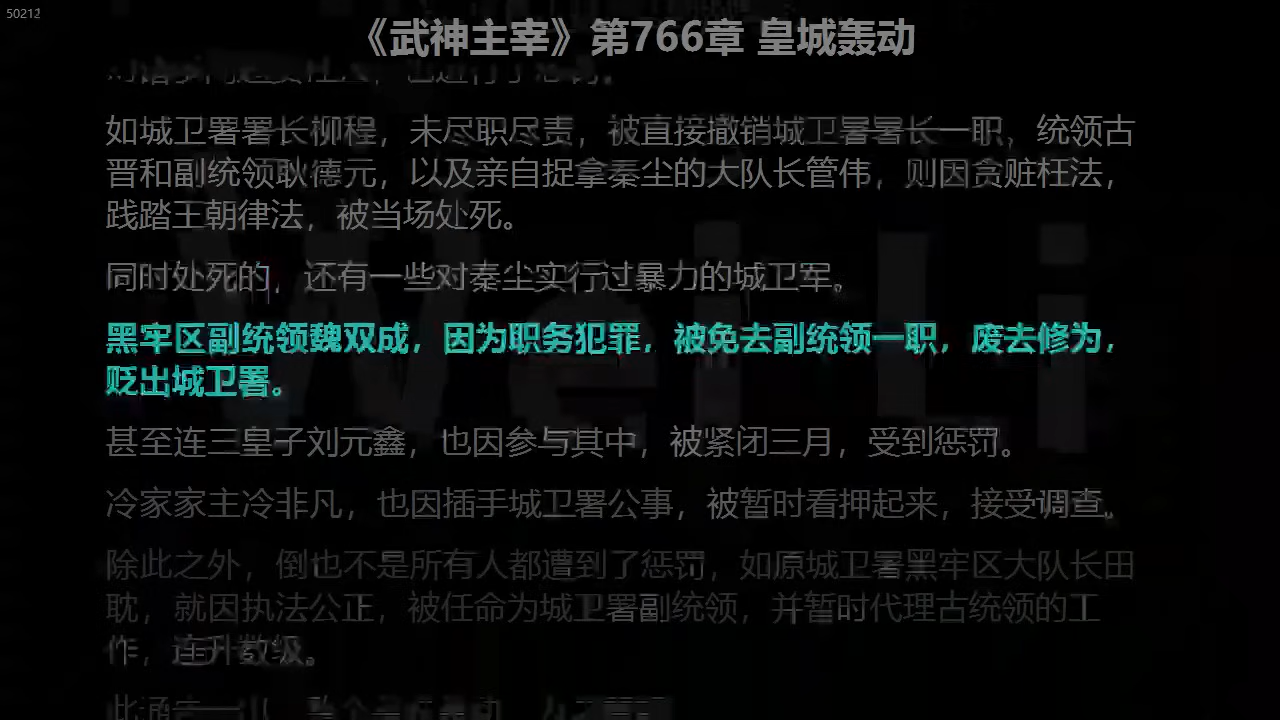 50212
《武神主宰》第766章 皇城轰动
如城卫署署长柳程，未尽职尽责，被直接撤销城卫署署长一职，统领古
晋和副统领耿德元，以及亲自捉拿秦尘的大队长管伟，则因贪赃枉法，
践踏王朝律法，被当场处死。
同时处死的，还有一些对秦尘实行过暴力的城卫军。
黑牢区副统领魏双成，因为职务犯罪，被免去副统领一职，废去修为，
贬出城卫署。
甚至连三皇子刘元鑫，也因参与其中，被紧闭三月，受到惩罚。
冷家家主冷非凡，也因插手城卫署公事，被暂时看押起来，接受调查。
除此之外，倒也不是所有人都遭到了惩罚，如原城卫署黑牢区大队长田
耽，就因执法公正，被任命为城卫署副统领，并暂时代理古统领的工
作，连升数级。
Wei Li